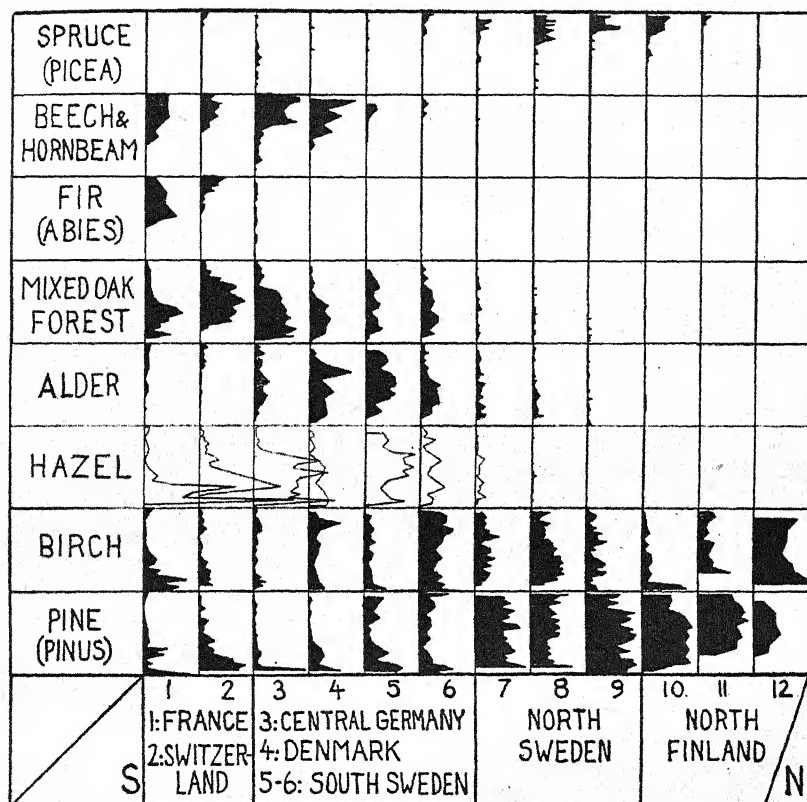 SPRUCE
(PICEA)
BEECH&
HORNBEAM
FIR
(ABIES)
MIXED OAK
FOREST
ALDER
HAZEL
BIRCH
PINE
(PINUS)
1 2 3 4 5 6 7 8 9 10. 11 12
S
1:FRANCE
2:SWITZER-
LAND
3:CENTRAL GERMANY
4:DENMARK
5-6: SOUTH SWEDEN
NORTH
SWEDEN
NORTH
FINLAND
N